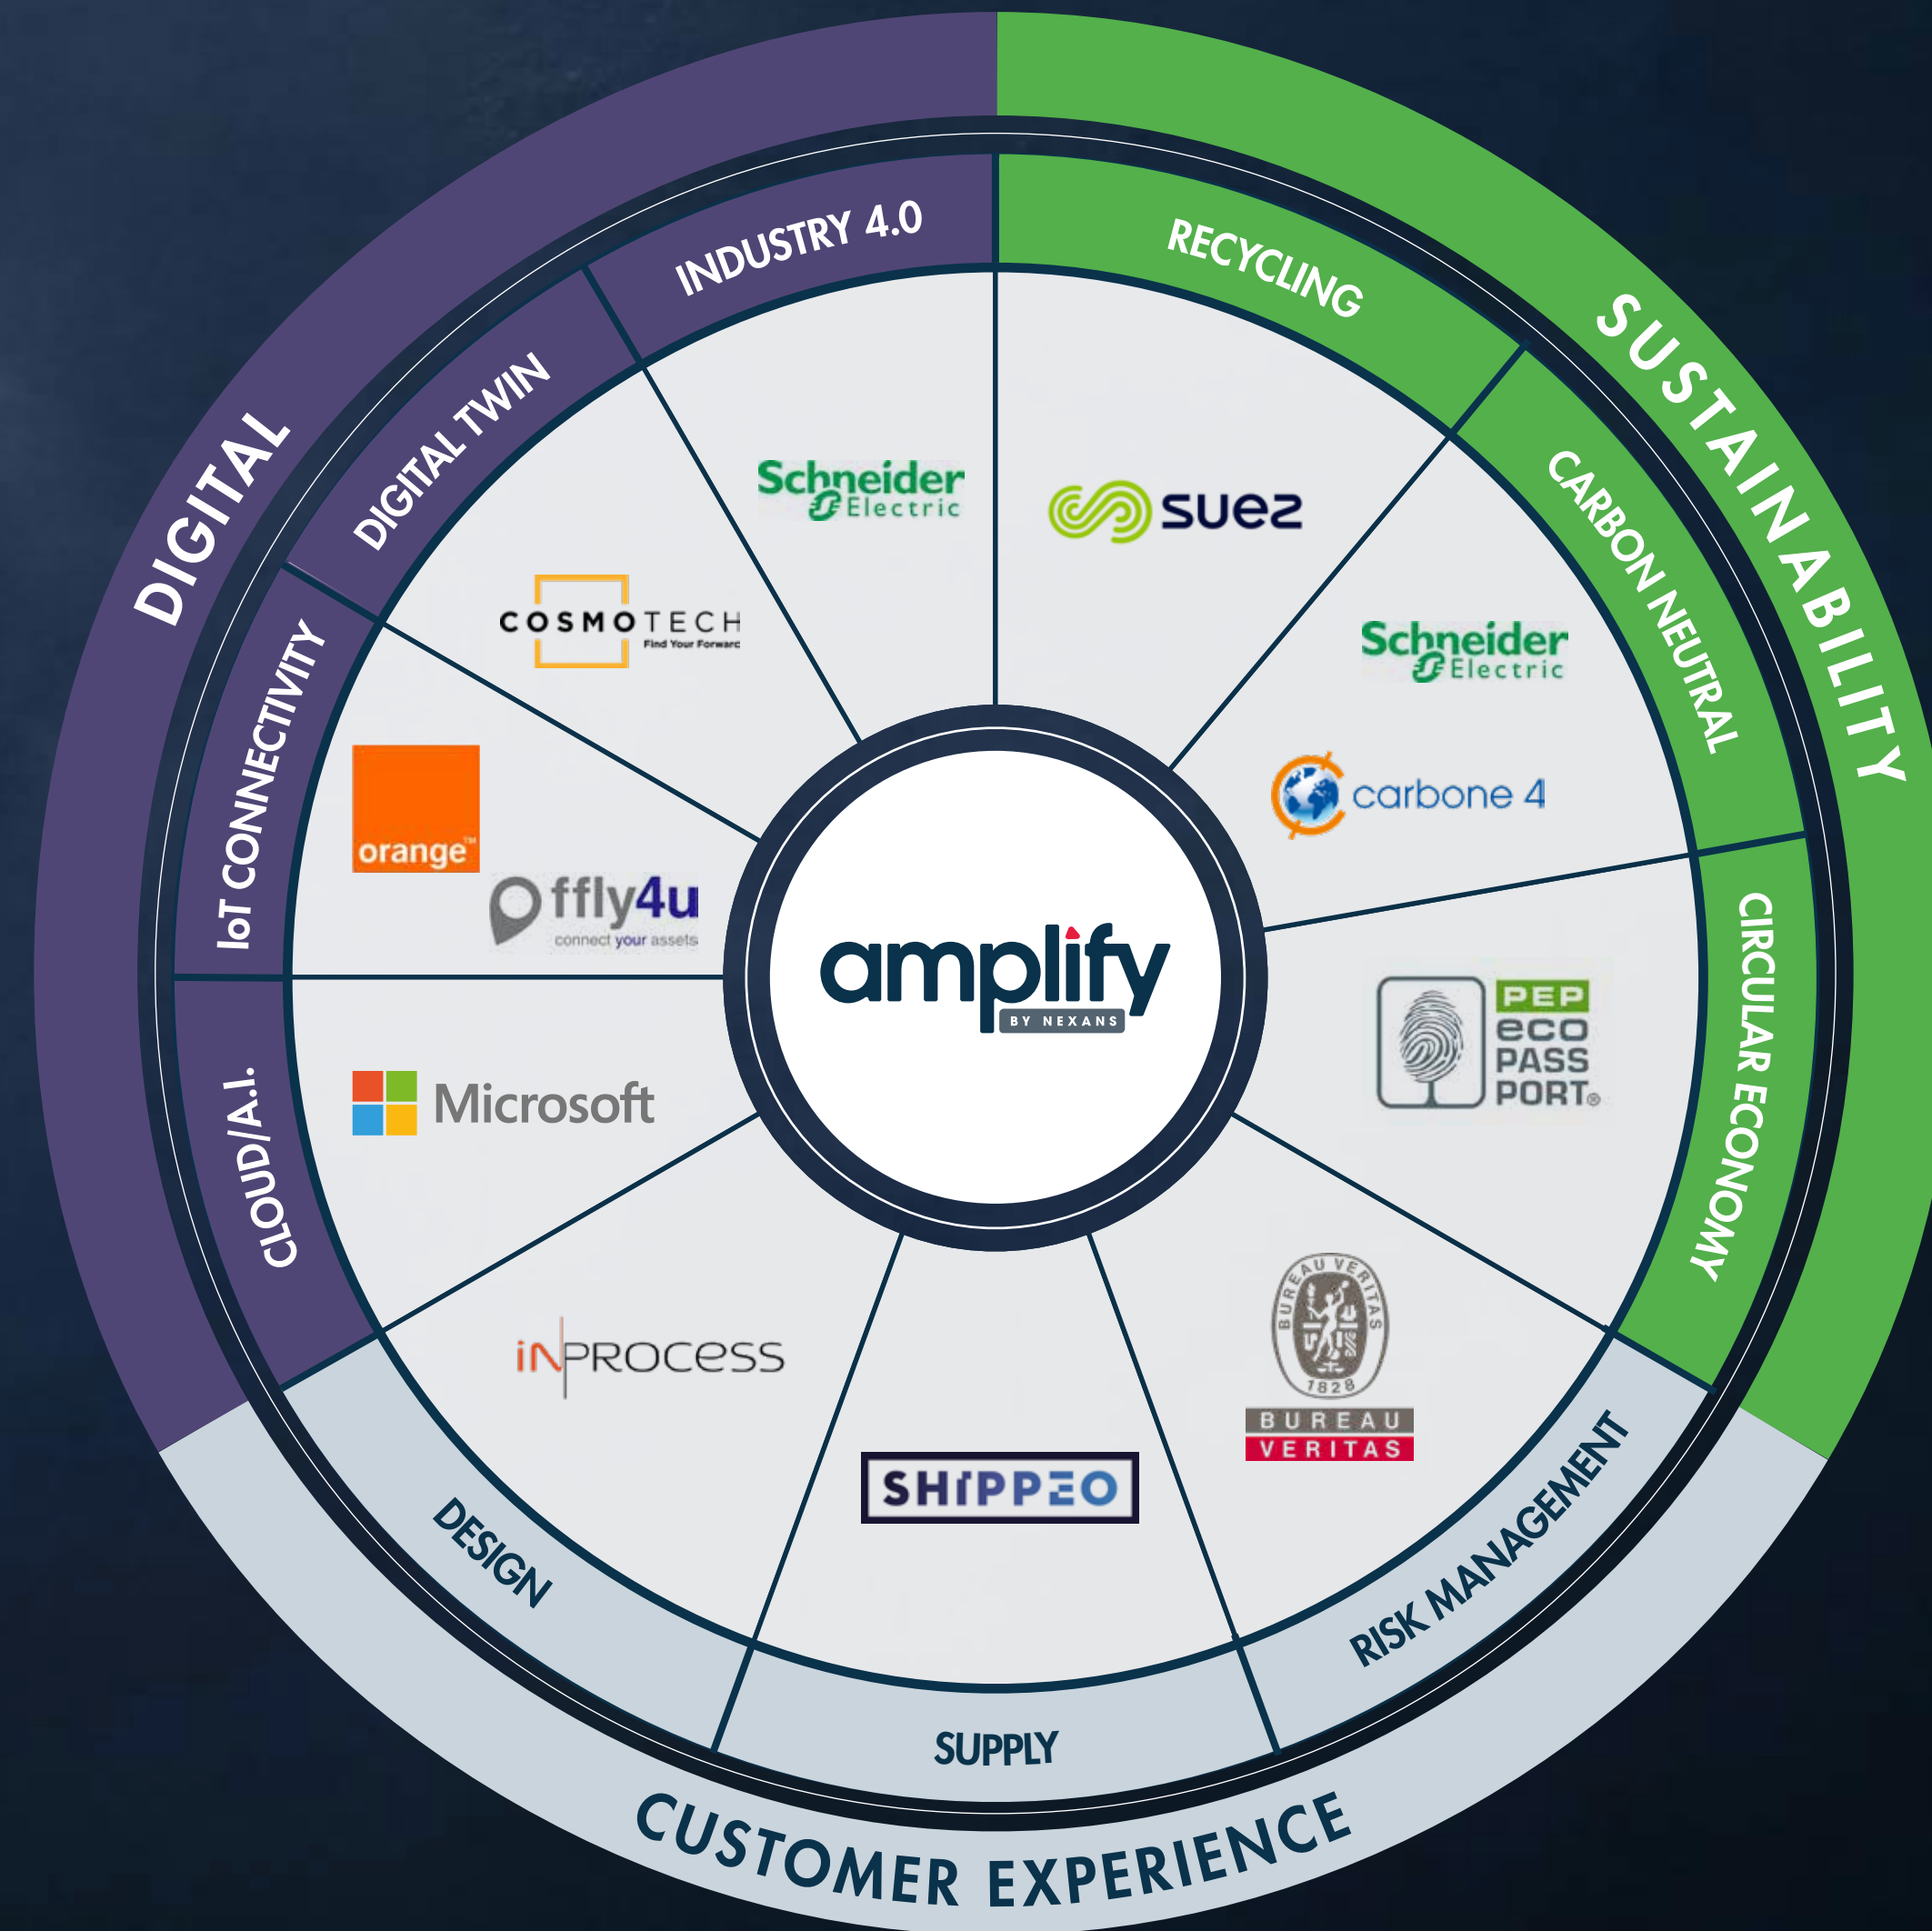 DIGITAL
SUSTAINABILITY
CUSTOMER EXPERIENCE
INDUSTRY 4.0
Schneider
Electric
DIGITAL TWIN
COSMOTECH
Find Your Forward
IoT CONNECTIVITY
orange™
ffly4u
connect your assets
CLOUD/A.I.
Microsoft
RECYCLING
suez
CARBON NEUTRAL
Schneider
Electric
carbone 4
CIRCULAR ECONOMY
PEP
eco
PASS
PORT®
RISK MANAGEMENT
BUREAU VERITAS
1828
BUREAU
VERITAS
SUPPLY
SHIPPEO
DESIGN
iNPROCESS
amplify
BY NEXANS